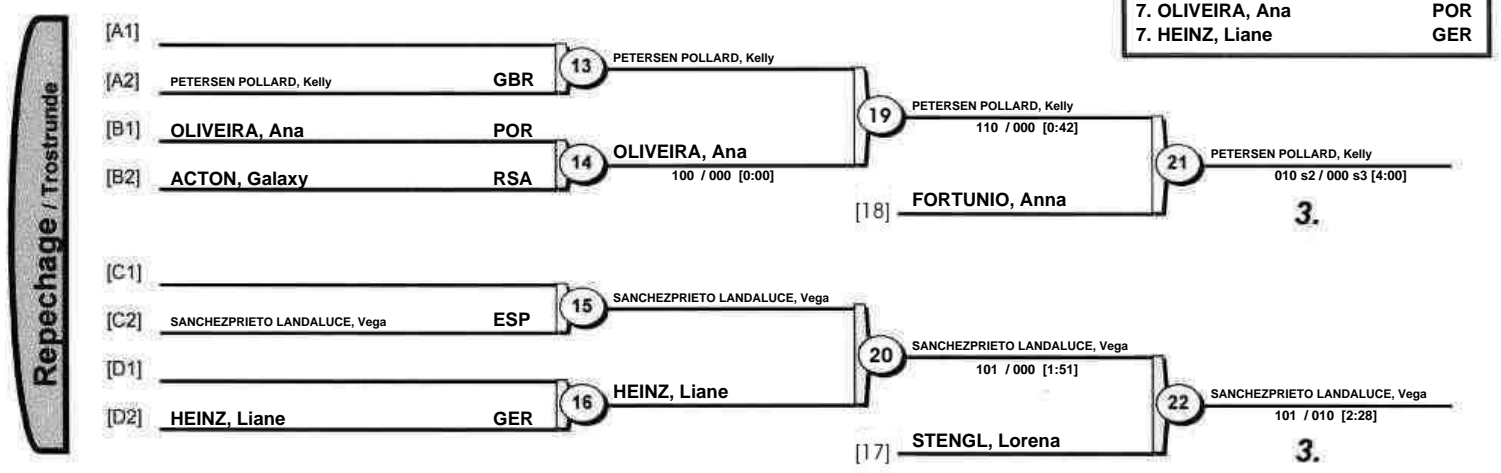 7. OLIVEIRA, Ana POR
7. HEINZ, Liane GER
Repechage / Trostrunde
[A1]
[A2] PETERSEN POLLARD, Kelly GBR
13 PETERSEN POLLARD, Kelly
[B1] OLIVEIRA, Ana POR
[B2] ACTON, Galaxy RSA
14 OLIVEIRA, Ana
100 / 000 [0:00]
19 PETERSEN POLLARD, Kelly
110 / 000 [0:42]
[18] FORTUNIO, Anna
21 PETERSEN POLLARD, Kelly
010 s2 / 000 s3 [4:00]
3.
[C1]
[C2] SANCHEZPRIETO LANDALUCE, Vega ESP
15 SANCHEZPRIETO LANDALUCE, Vega
[D1]
[D2] HEINZ, Liane GER
16 HEINZ, Liane
20 SANCHEZPRIETO LANDALUCE, Vega
101 / 000 [1:51]
[17] STENGL, Lorena
22 SANCHEZPRIETO LANDALUCE, Vega
101 / 010 [2:28]
3.